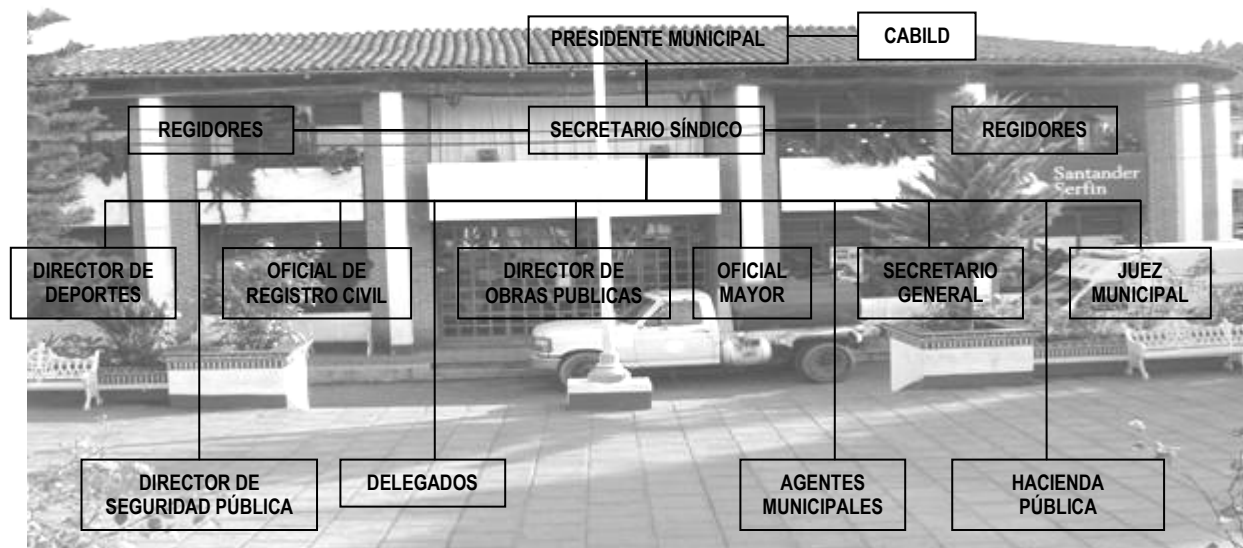 PRESIDENTE MUNICIPAL
CABILD
REGIDORES
SECRETARIO SÍNDICO
REGIDORES
Santander
Serfin
DIRECTOR DE
DEPORTES
OFICIAL DE
REGISTRO CIVIL
DIRECTOR DE
OBRAS PUBLICAS
OFICIAL
MAYOR
SECRETARIO
GENERAL
JUEZ
MUNICIPAL
DIRECTOR DE
SEGURIDAD PÚBLICA
DELEGADOS
AGENTES
MUNICIPALES
HACIENDA
PÚBLICA